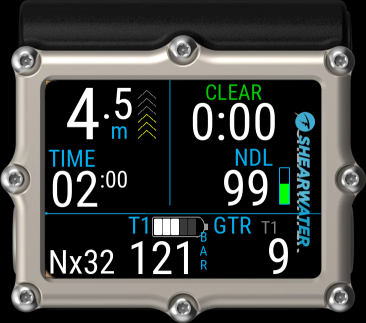 4.5 m
CLEAR
0:00
TIME
02:00
NDL
99
SHEARWATER
Nx32
T1
121
BAR
GTR T1
9